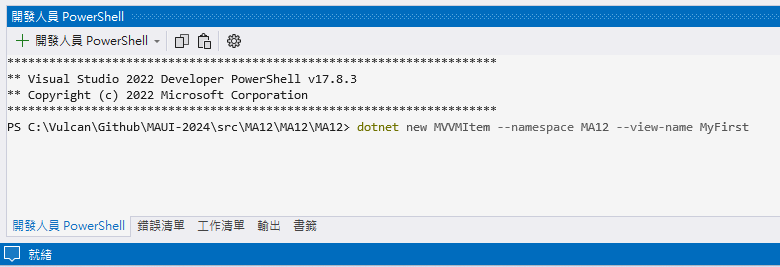 開發人員 PowerShell
開發人員 PowerShell
**********************************************************************
** Visual Studio 2022 Developer PowerShell v17.8.3
** Copyright (c) 2022 Microsoft Corporation
**********************************************************************
PS C:\Vulcan\Github\MAUI-2024\src\MA12\MA12\MA12> dotnet new MVVMItem --namespace MA12 --view-name MyFirst
開發人員 PowerShell 錯誤清單 工作清單 輸出 書籤
就緒